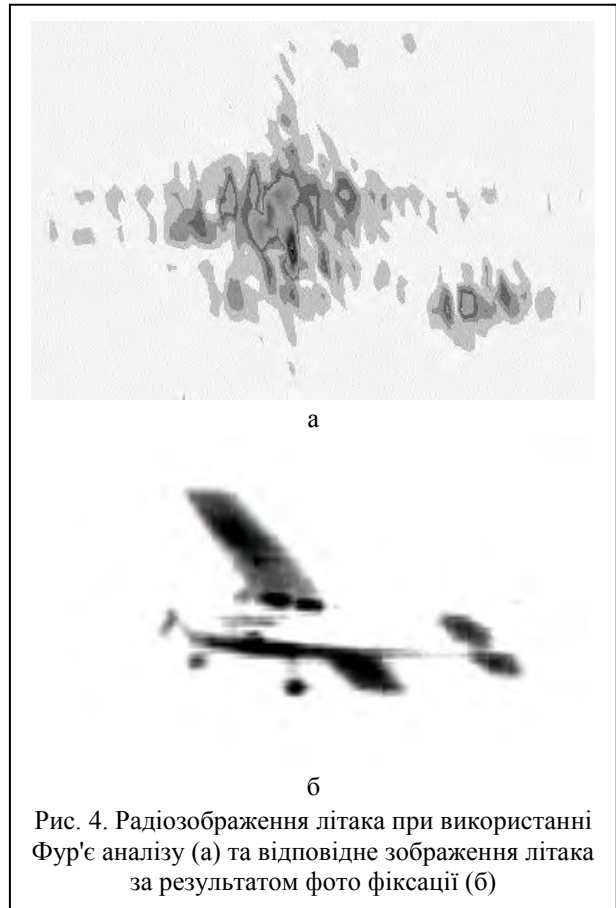 а
б
Рис. 4. Радіозображення літака при використанні
Фур'є аналізу (а) та відповідне зображення літака
за результатом фото фіксації (б)